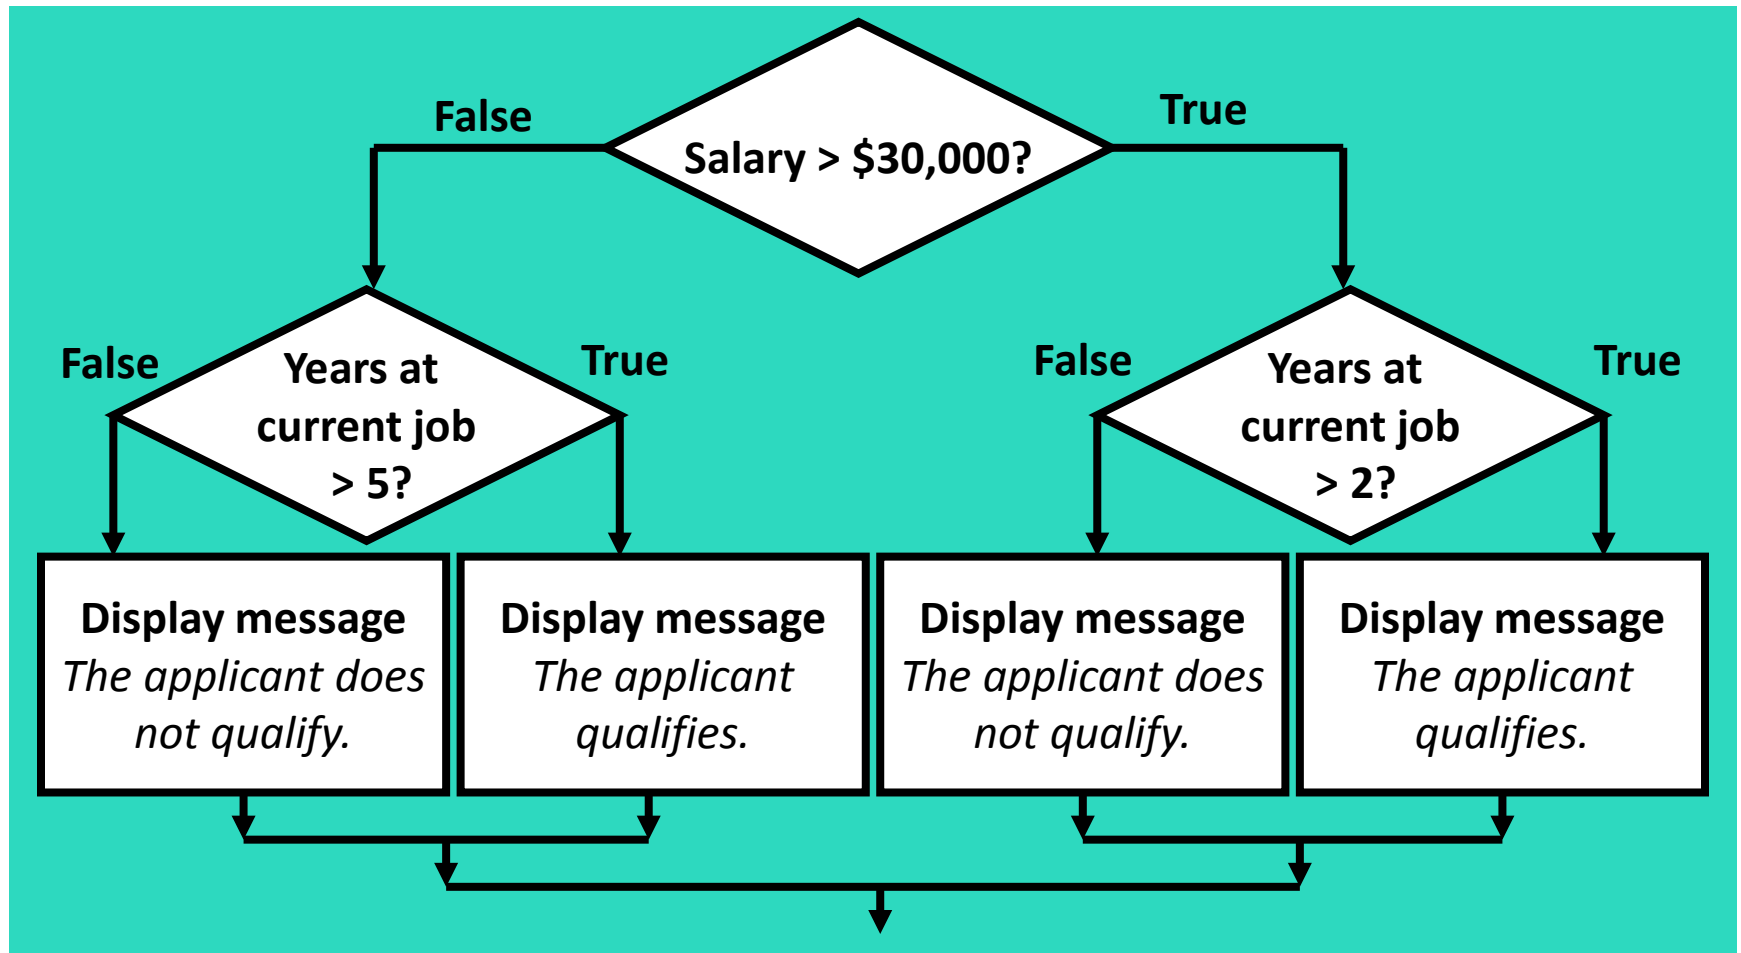 False
True
Salary > $30,000?
False
Years at
current job
> 5?
True
False
Years at
current job
> 2?
True
Display message
The applicant does
not qualify.
Display message
The applicant
qualifies.
Display message
The applicant does
not qualify.
Display message
The applicant
qualifies.